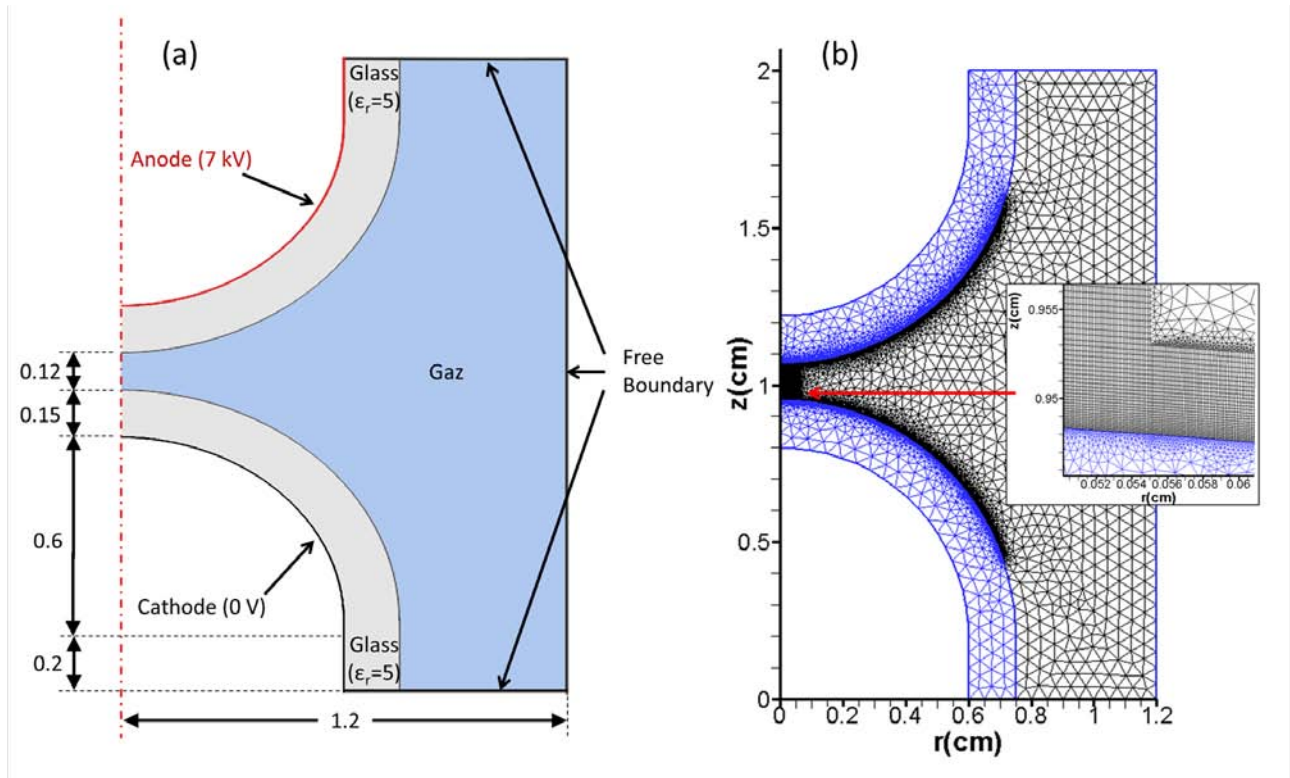 (a)
Glass
(εr=5)
Anode (7 kV)
0.12
0.15
Gaz
Free
Boundary
0.6
Cathode (0 V)
Glass
(εr=5)
0.2
1.2
(b)
2
1.5
1
0.5
0
z(cm)
0 0.2 0.4 0.6 0.8 1 1.2
r(cm)
0.955
0.95
z(cm)
0.052 0.054 0.056 0.058 0.06
r(cm)